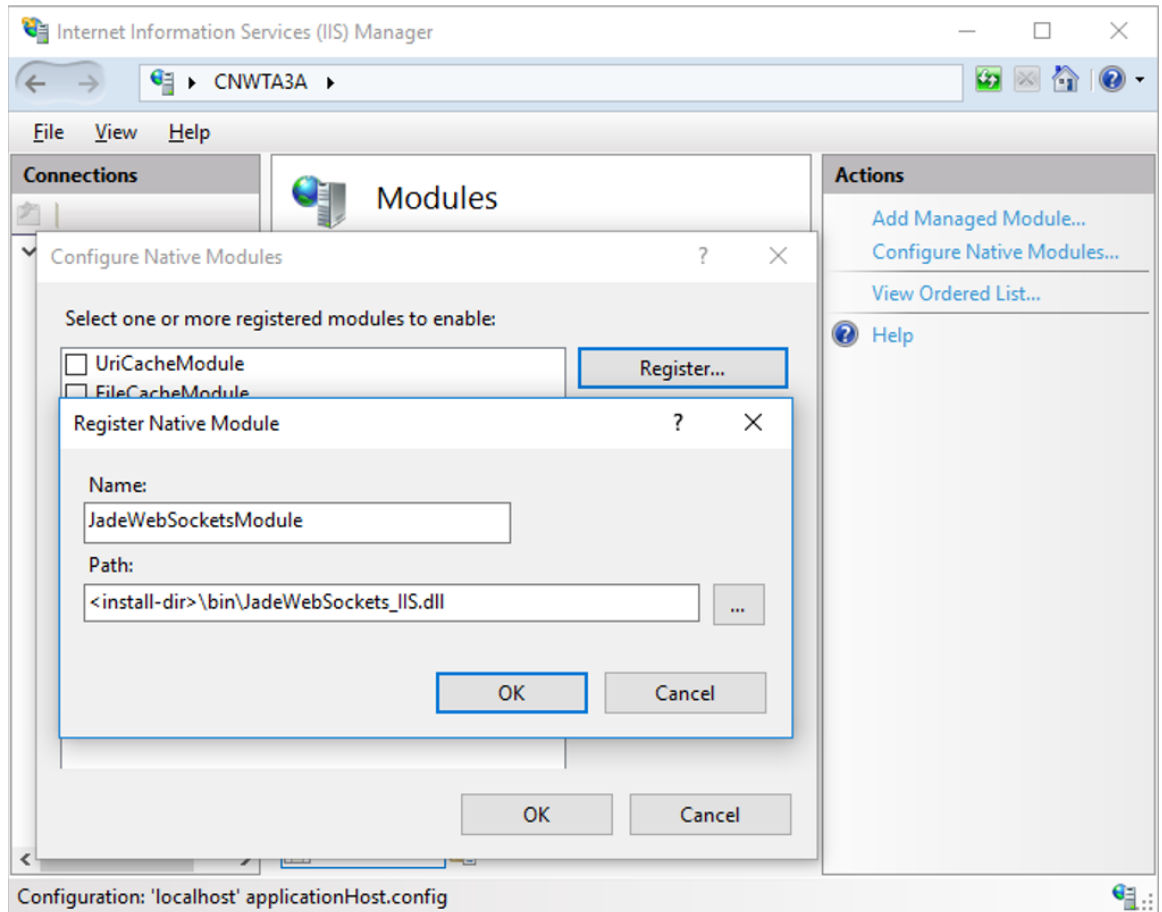 Internet Information Services (IIS) Manager
CNWTA3A
File View Help
Connections
Modules
Actions
Add Managed Module...
Configure Native Modules...
View Ordered List...
Help
Configure Native Modules
Select one or more registered modules to enable:
UriCacheModule
FileCacheModule
Register...
Register Native Module
Name:
JadeWebSocketsModule
Path:
<install-dir>\bin\JadeWebSockets_IIS.dll
...
OK Cancel
OK Cancel
Configuration: 'localhost' applicationHost.config